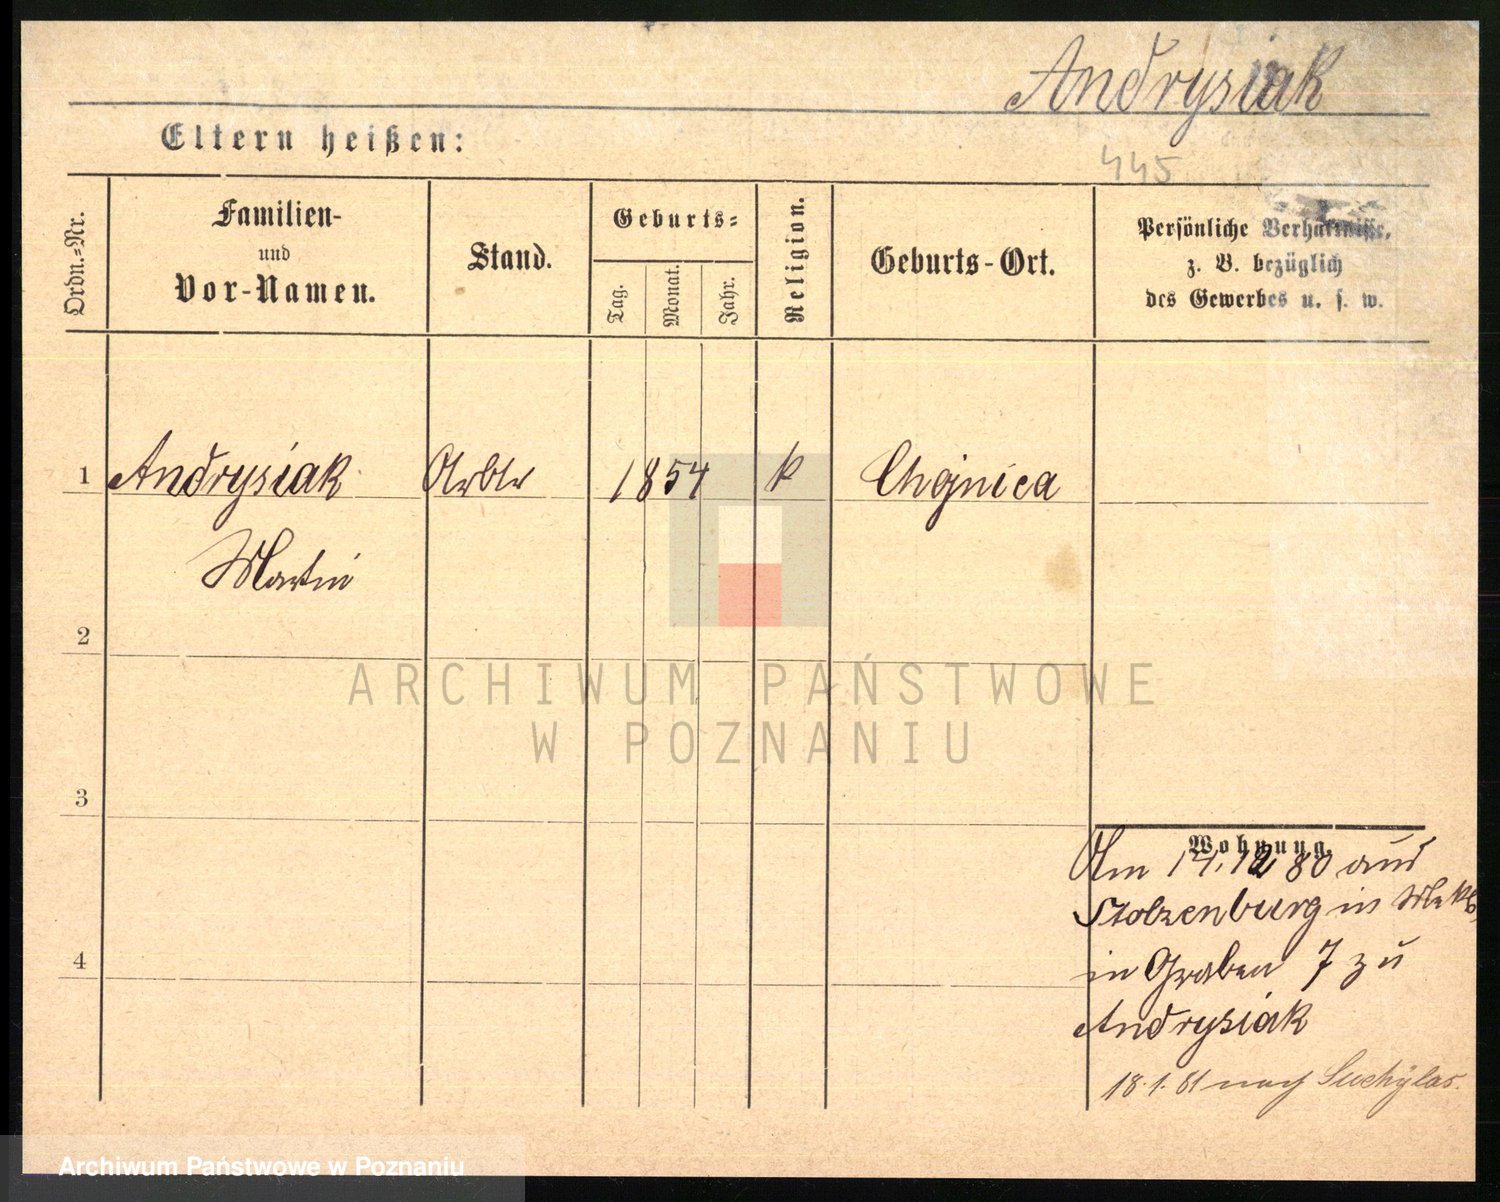 Andrysiak
Eltern heißen:
445
Ordn.-Nr.
Familien-
und
Vor-Namen.
Stand.
Geburts-
Tag.
Monat.
Jahr.
Religion.
Geburts-Ort.
Persönliche Verhältnisse,
z. B. bezüglich
des Gewerbes u. s. w.
1 Andrysiak Arbtr 1854 k Chojnica
Martin
2
ARCHIWUM PAŃSTWOWE
W POZNANIU
3
Wohnung.
Am 14.12 80 aus
Stolzenburg in
4
in Graben 7 zu
Andrysiak
18.1.81 nach Suchylas.
Archiwum Państwowe w Poznaniu